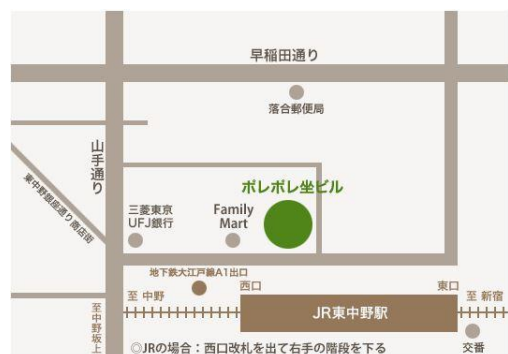 早稲田通り
落合郵便局
山手通り
東中野銀座通り商店街
ポレポレ坐ビル
三菱東京
UFJ銀行
Family
Mart
地下鉄大江戸線A1出口
至 中野
西口
東口
至 新宿
JR東中野駅
至中野坂上
交番
◎JRの場合：西口改札を出て右手の階段を下る